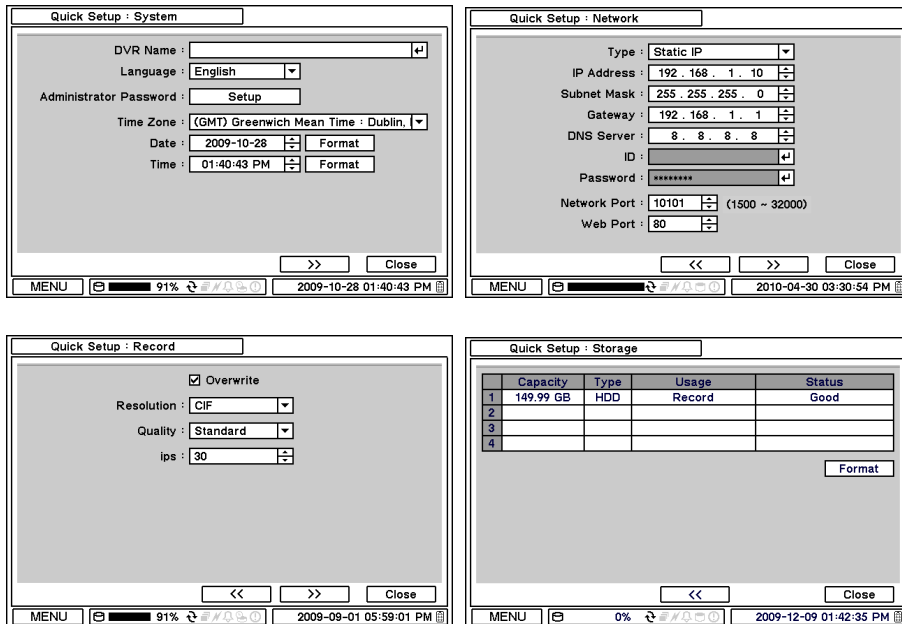 Quick Setup : System
DVR Name :
Language : English
Administrator Password : Setup
Time Zone : (GMT) Greenwich Mean Time : Dublin,
Date : 2009-10-28 Format
Time : 01:40:43 PM Format
>> Close
MENU 91% 2009-10-28 01:40:43 PM
Quick Setup : Network
Type : Static IP
IP Address : 192 . 168 . 1 . 10
Subnet Mask : 255 . 255 . 255 . 0
Gateway : 192 . 168 . 1 . 1
DNS Server : 8 . 8 . 8 . 8
ID :
Password : ********
Network Port : 10101 (1500 ~ 32000)
Web Port : 80
<< >> Close
MENU 2010-04-30 03:30:54 PM
Quick Setup : Record
Overwrite
Resolution : CIF
Quality : Standard
ips : 30
<< >> Close
MENU 91% 2009-09-01 05:59:01 PM
Quick Setup : Storage
Capacity Type Usage Status
1 149.99 GB HDD Record Good
2
3
4
Format
<< Close
MENU 0% 2009-12-09 01:42:35 PM